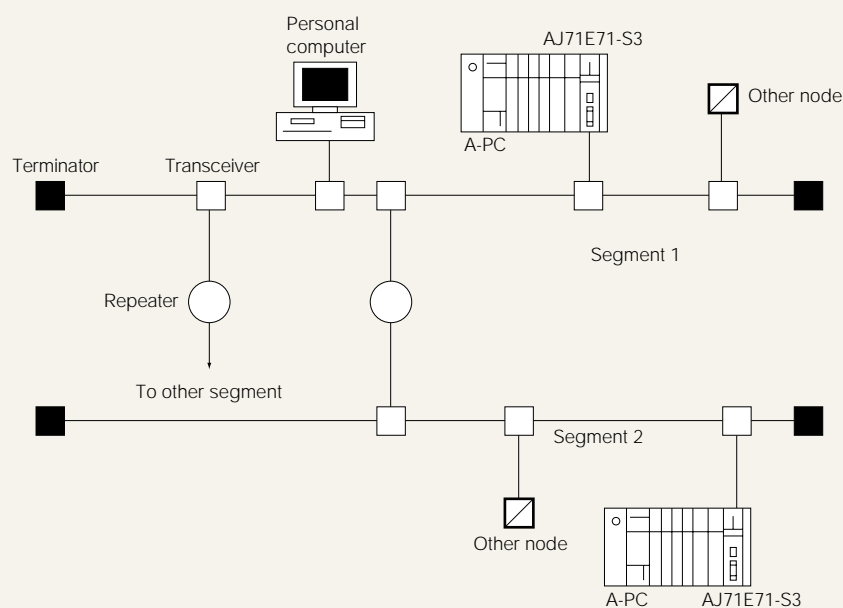 Personal
computer
AJ71E71-S3
Other node
A-PC
Terminator
Transceiver
Segment 1
Repeater
To other segment
Segment 2
Other node
A-PC
AJ71E71-S3